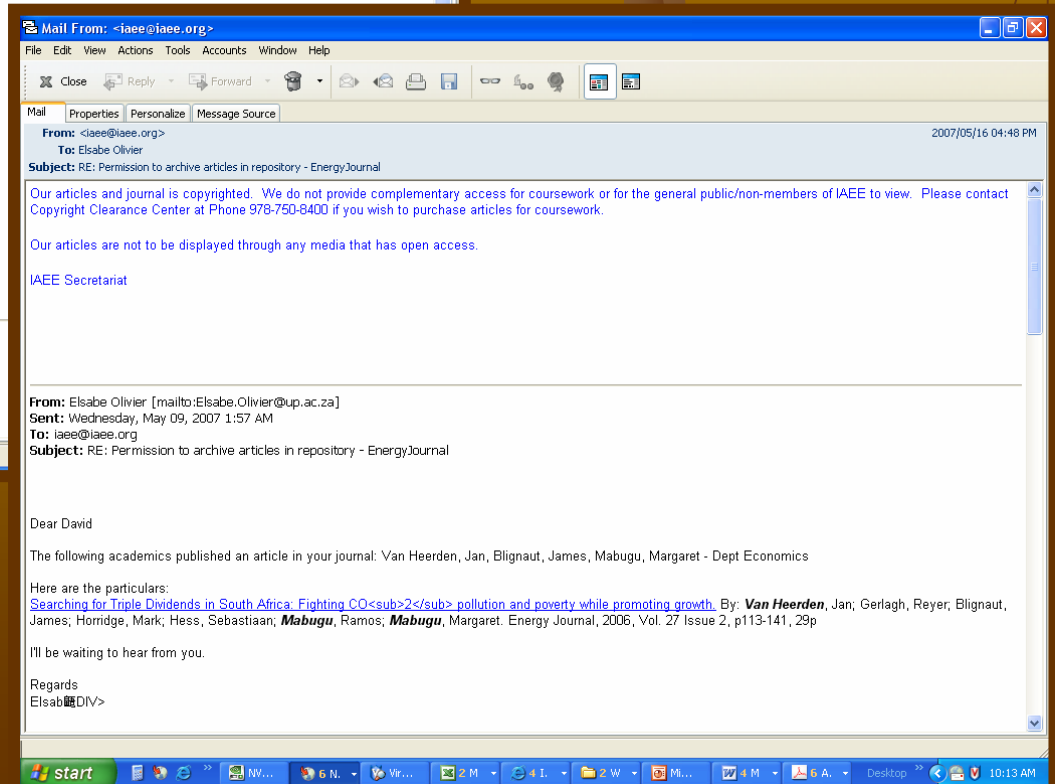 Mail From: <iaee@iaee.org>
File Edit View Actions Tools Accounts Window Help
Close Reply Forward
Mail Properties Personalize Message Source
From: <iaee@iaee.org> 2007/05/16 04:48 PM
To: Elsabe Olivier
Subject: RE: Permission to archive articles in repository - EnergyJournal
Our articles and journal is copyrighted. We do not provide complementary access for coursework or for the general public/non-members of IAEE to view. Please contact
Copyright Clearance Center at Phone 978-750-8400 if you wish to purchase articles for coursework.
Our articles are not to be displayed through any media that has open access.
IAEE Secretariat
From: Elsabe Olivier [mailto:Elsabe.Olivier@up.ac.za]
Sent: Wednesday, May 09, 2007 1:57 AM
To: iaee@iaee.org
Subject: RE: Permission to archive articles in repository - EnergyJournal
Dear David
The following academics published an article in your journal: Van Heerden, Jan, Blignaut, James, Mabugu, Margaret - Dept Economics
Here are the particulars:
Searching for Triple Dividends in South Africa: Fighting CO<sub>2</sub> pollution and poverty while promoting growth. By: Van Heerden, Jan; Gerlagh, Reyer; Blignaut,
James; Horridge, Mark; Hess, Sebastiaan; Mabugu, Ramos; Mabugu, Margaret. Energy Journal, 2006, Vol. 27 Issue 2, p113-141, 29p
I'll be waiting to hear from you.
Regards
start NV... 6 N. Vir... 2 M 4 I. 2 W Mi... 4 M 6 A. Desktop 10:13 AM